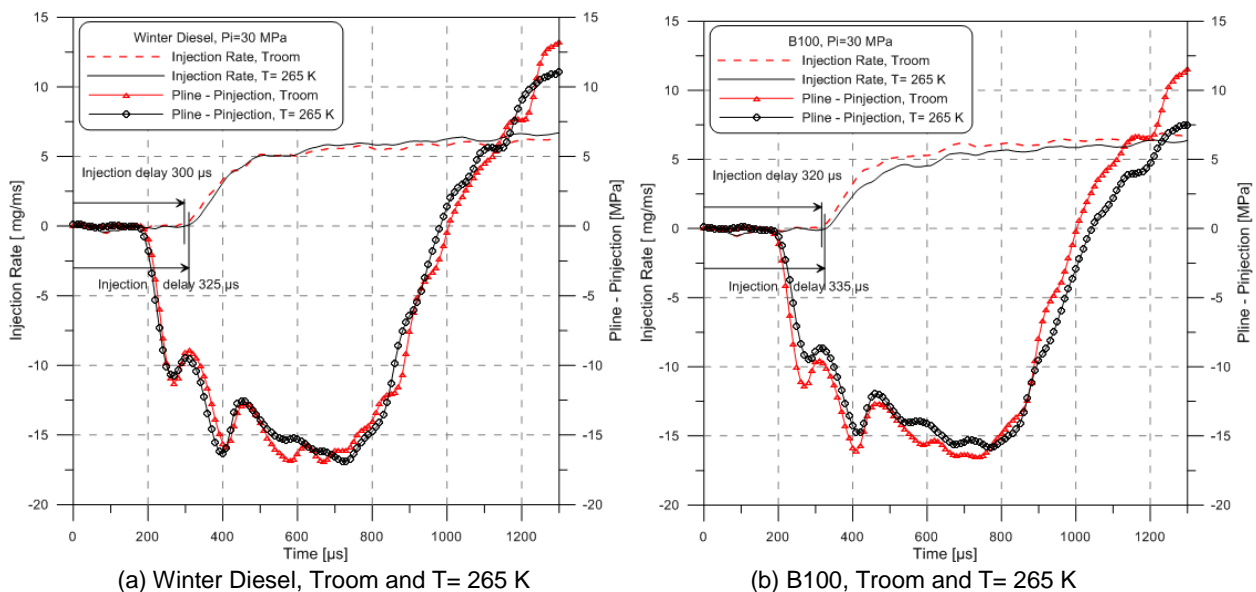 Winter Diesel, Pi=30 MPa
Injection Rate, Troom
Injection Rate, T= 265 K
Pline - Pinjection, Troom
Pline - Pinjection, T= 265 K
Injection delay 300 µs
Injection delay 325 µs
15
10
5
0
-5
-10
-15
-20
Injection Rate [ mg/ms]
15
10
5
0
-5
-10
-15
-20
Pline - Pinjection [MPa]
0 200 400 600 800 1000 1200
Time [µs]
(a) Winter Diesel, Troom and T= 265 K
B100, Pi=30 MPa
Injection Rate, Troom
Injection Rate, T= 265 K
Pline - Pinjection, Troom
Pline - Pinjection, T= 265 K
Injection delay 320 µs
Injection delay 335 µs
15
10
5
0
-5
-10
-15
-20
Injection Rate [ mg/ms]
15
10
5
0
-5
-10
-15
-20
Pline - Pinjection [MPa]
0 200 400 600 800 1000 1200
Time [µs]
(b) B100, Troom and T= 265 K